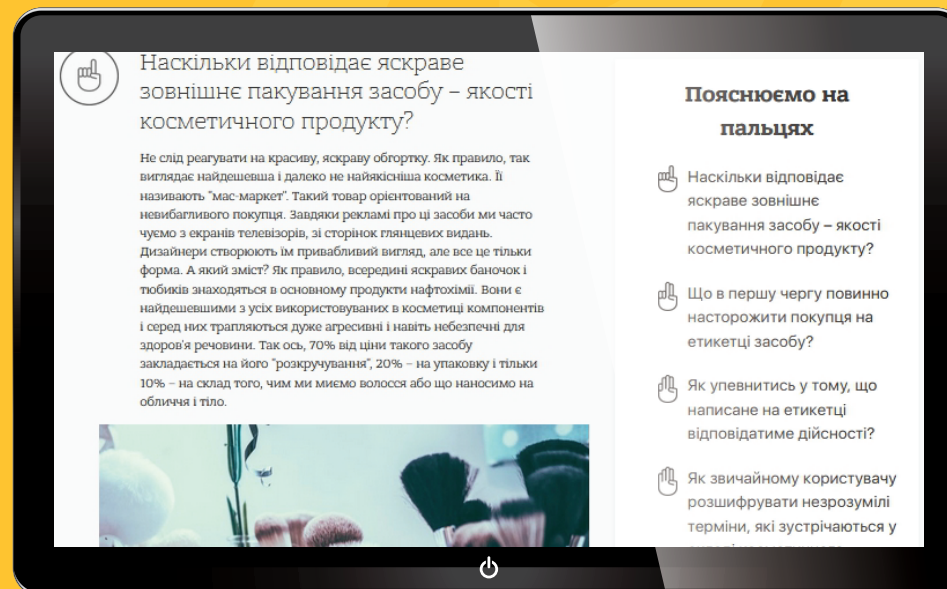 Наскільки відповідає яскраве
зовнішнє пакування засобу – якості
косметичного продукту?
Не слід реагувати на красиву, яскраву обгортку. Як правило, так
виглядає найдешевша і далеко не найякісніша косметика. Її
називають "мас-маркет". Такий товар орієнтований на
невибагливого покупця. Завдяки рекламі про ці засоби ми часто
чуємо з екранів телевізорів, зі сторінок глянцевих видань.
Дизайнери створюють їм привабливий вигляд, але все це тільки
форма. А який зміст? Як правило, всередині яскравих баночок і
тюбиків знаходяться в основному продукти нафтохімії. Вони є
найдешевшими з усіх використовуваних в косметиці компонентів
і серед них трапляються дуже агресивні і навіть небезпечні для
здоров'я речовини. Так ось, 70% від ціни такого засобу
закладається на його "розкручування", 20% – на упаковку і тільки
10% – на склад того, чим ми миємо волосся або що наносимо на
обличчя і тіло.
Пояснюємо на
пальцях
Наскільки відповідає
яскраве зовнішнє
пакування засобу – якості
косметичного продукту?
Що в першу чергу повинно
насторожити покупця на
етикетці засобу?
Як упевнитись у тому, що
написане на етикетці
відповідатиме дійсності?
Як звичайному користувачу
розшифрувати незрозумілі
терміни, які зустрічаються у